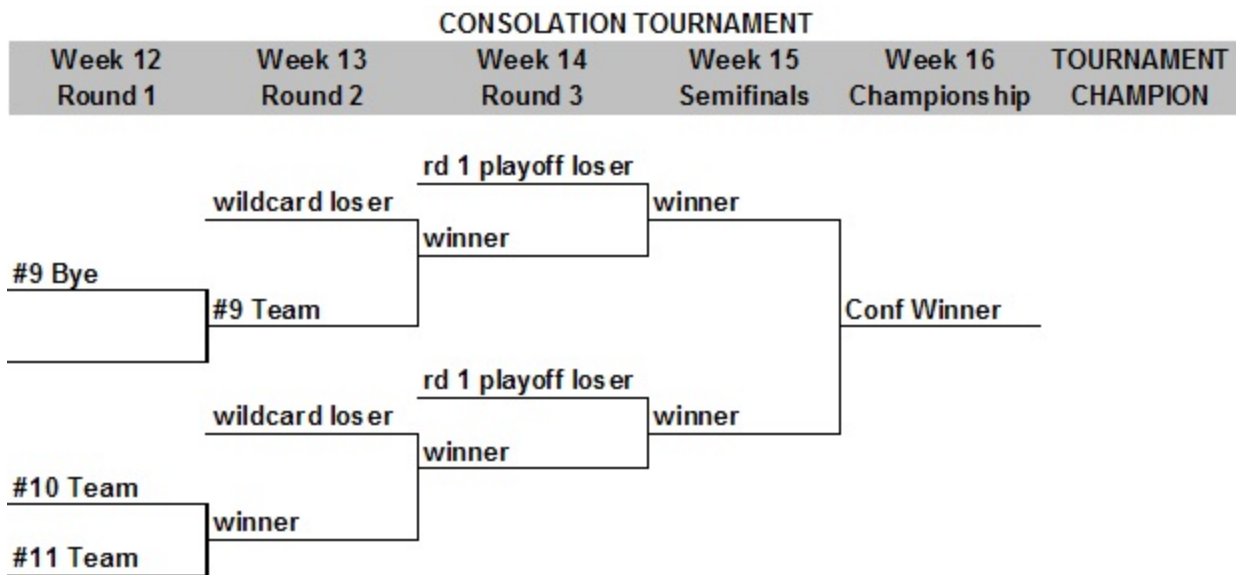 CONSOLATION TOURNAMENT
Week 12 Week 13 Week 14 Week 15 Week 16 TOURNAMENT
Round 1 Round 2 Round 3 Semifinals Championship CHAMPION
rd 1 playoff loser
wildcard loser winner
winner
#9 Bye
#9 Team Conf Winner
rd 1 playoff loser
wildcard loser winner
winner
#10 Team
winner
#11 Team